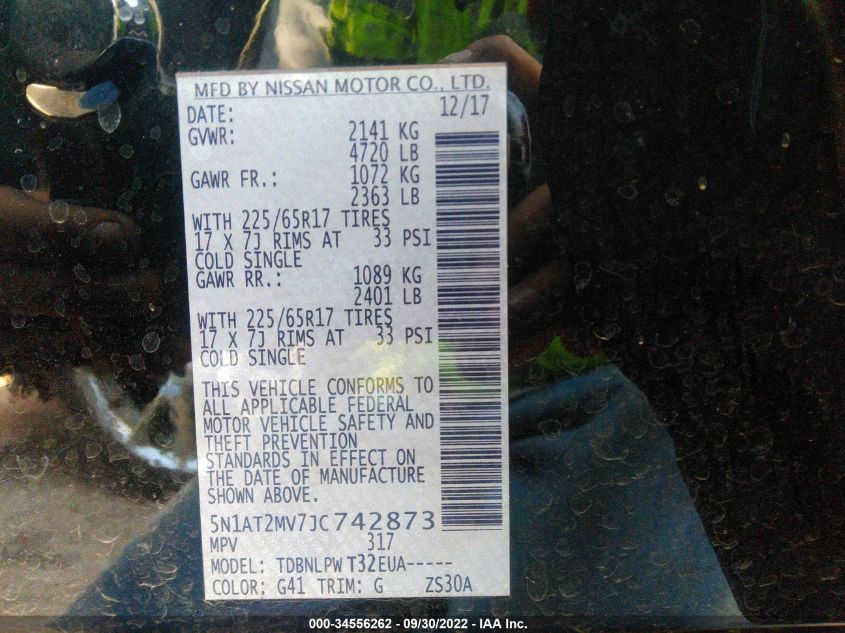 MFD BY NISSAN MOTOR CO., LTD.
DATE: 12/17
GVWR: 2141 KG
4720 LB
GAWR FR.: 1072 KG
2363 LB
WITH 225/65R17 TIRES
17 X 7J RIMS AT 33 PSI
COLD SINGLE
GAWR RR.: 1089 KG
2401 LB
WITH 225/65R17 TIRES
17 X 7J RIMS AT 33 PSI
COLD SINGLE
THIS VEHICLE CONFORMS TO
ALL APPLICABLE FEDERAL
MOTOR VEHICLE SAFETY AND
THEFT PREVENTION
STANDARDS IN EFFECT ON
THE DATE OF MANUFACTURE
SHOWN ABOVE.
5N1AT2MV7JC742873
MPV 317
MODEL: TDBNLPW T32EUA-----
COLOR: G41 TRIM: G ZS30A
000-34556262 - 09/30/2022 - IAA Inc.